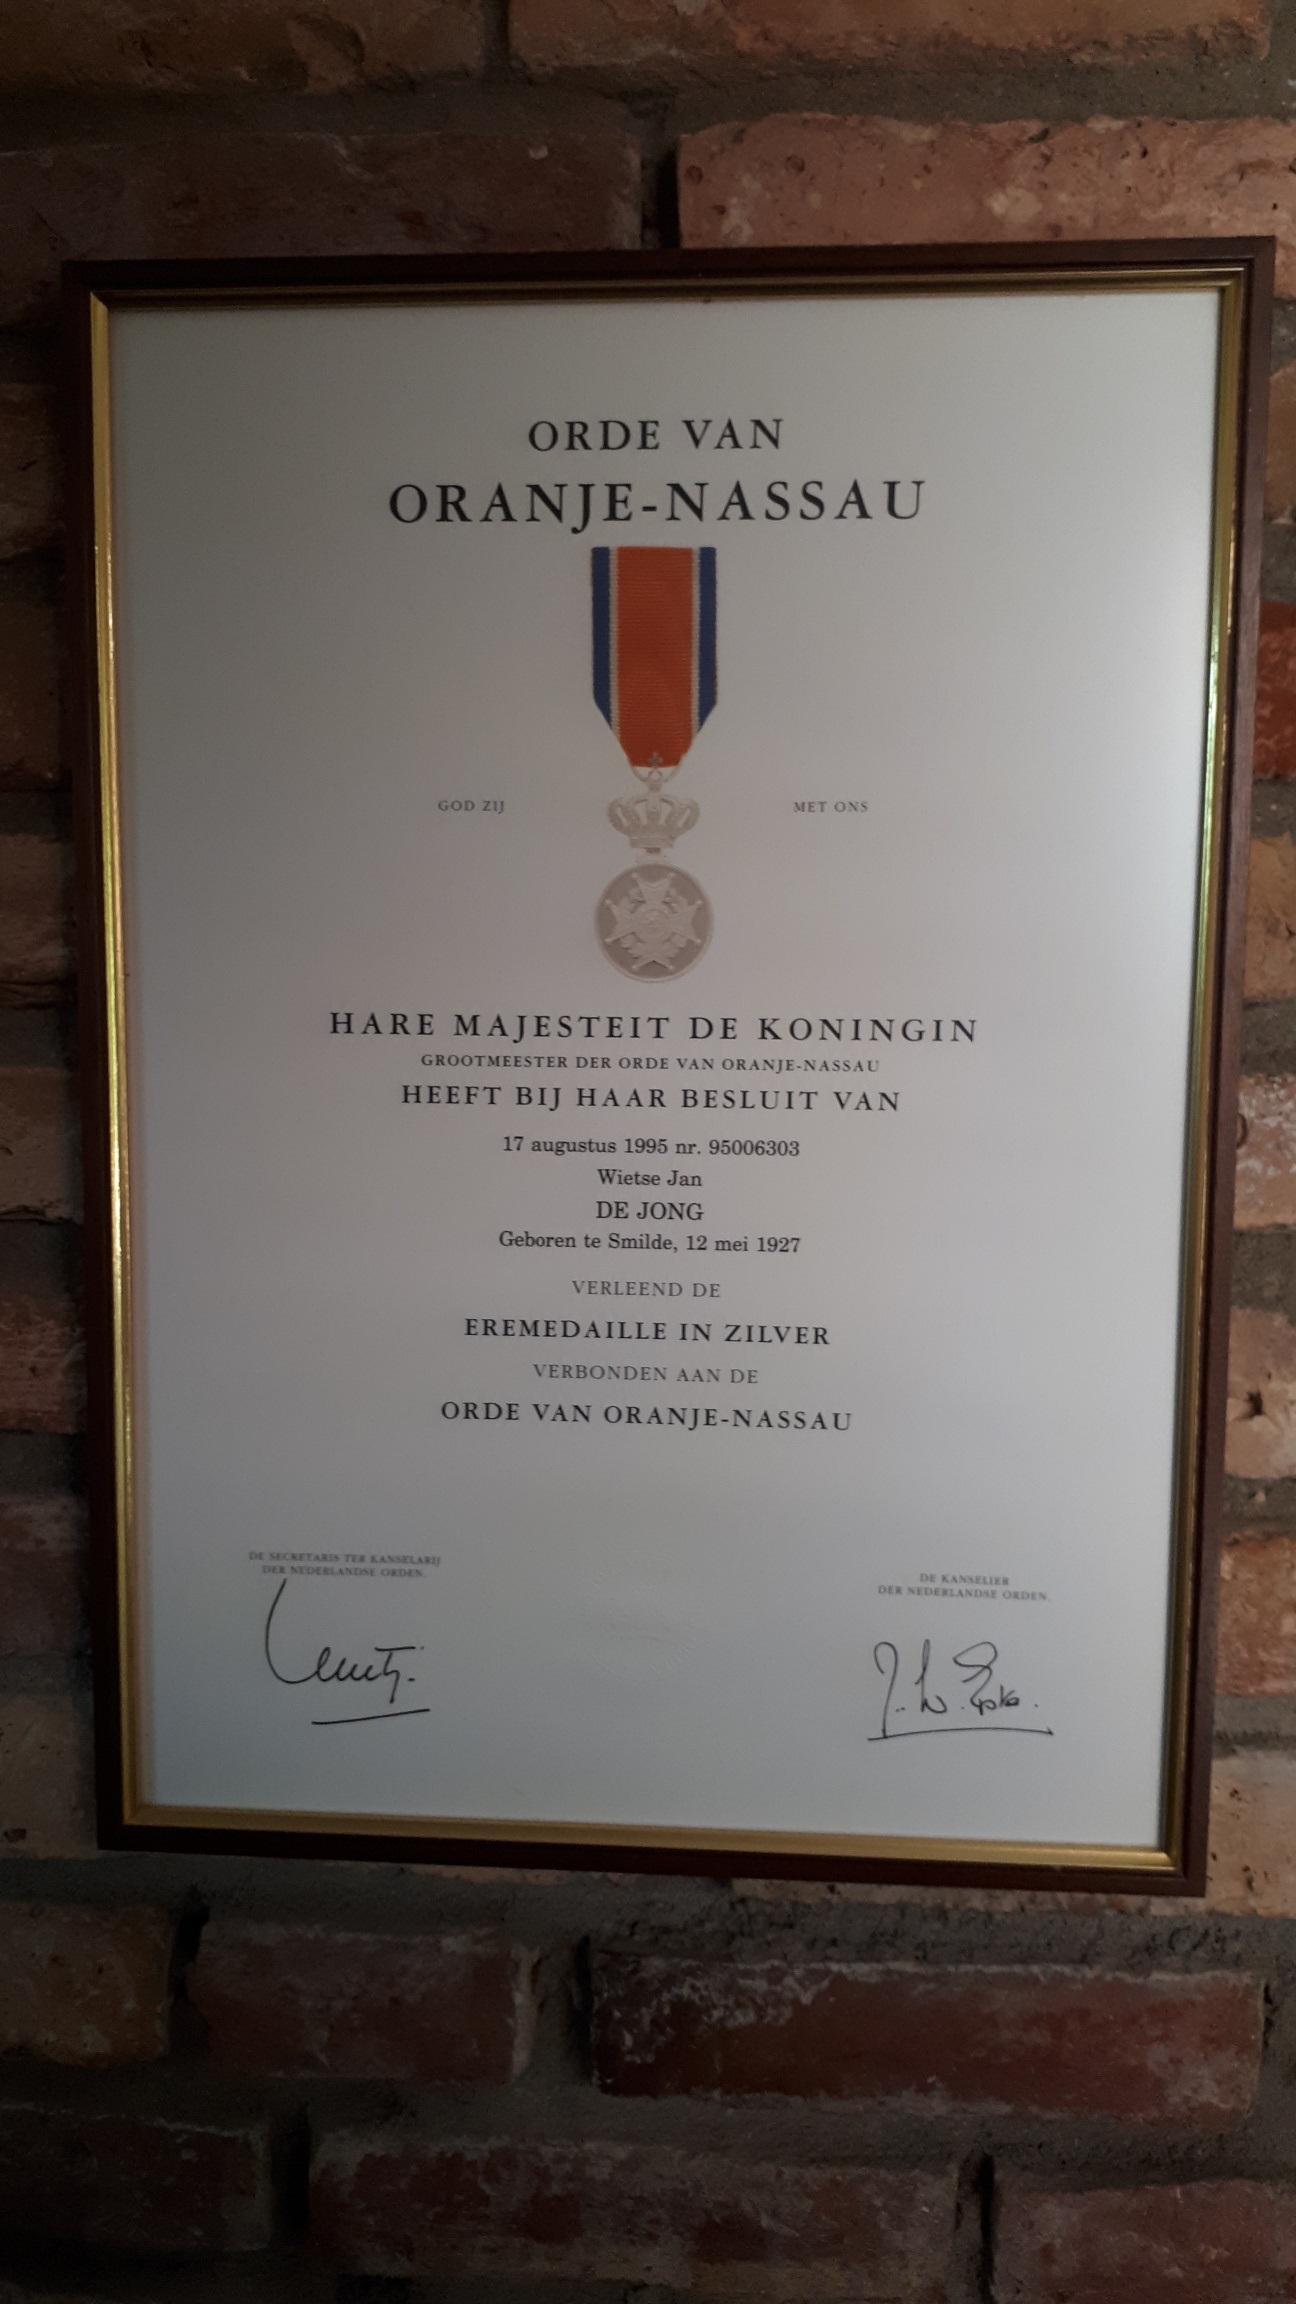 ORDE VAN
ORANJE-NASSAU
GOD ZIJ MET ONS
HARE MAJESTEIT DE KONINGIN
GROOTMEESTER DER ORDE VAN ORANJE-NASSAU
HEEFT BIJ HAAR BESLUIT VAN
17 augustus 1995 nr. 95006303
Wietse Jan
DE JONG
Geboren te Smilde, 12 mei 1927
VERLEEND DE
EREMEDAILLE IN ZILVER
VERBONDEN AAN DE
ORDE VAN ORANJE-NASSAU
DE SECRETARIS TER KANSELARIJ
DER NEDERLANDSE ORDEN,
DE KANSELIER
DER NEDERLANDSE ORDEN,